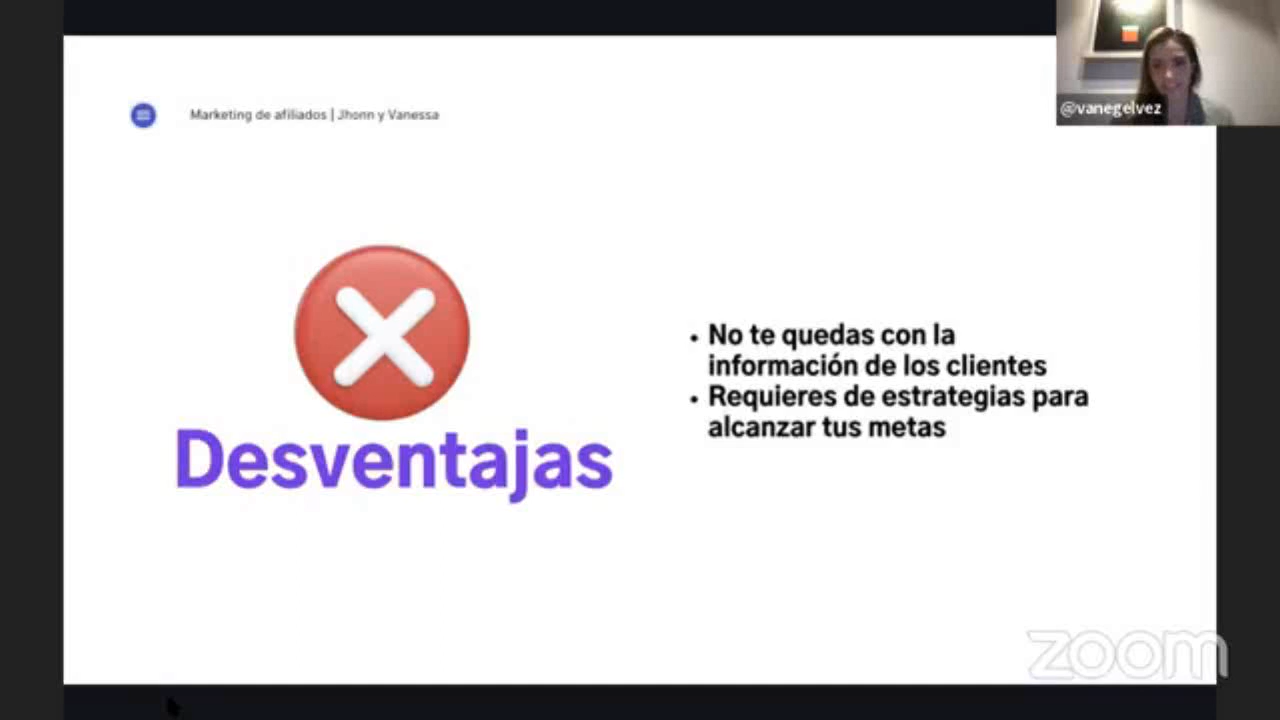 Marketing de afiliados | Jhonn y Vanessa
@vanegelvez
Desventajas
• No te quedas con la
información de los clientes
• Requieres de estrategias para
alcanzar tus metas
zoom